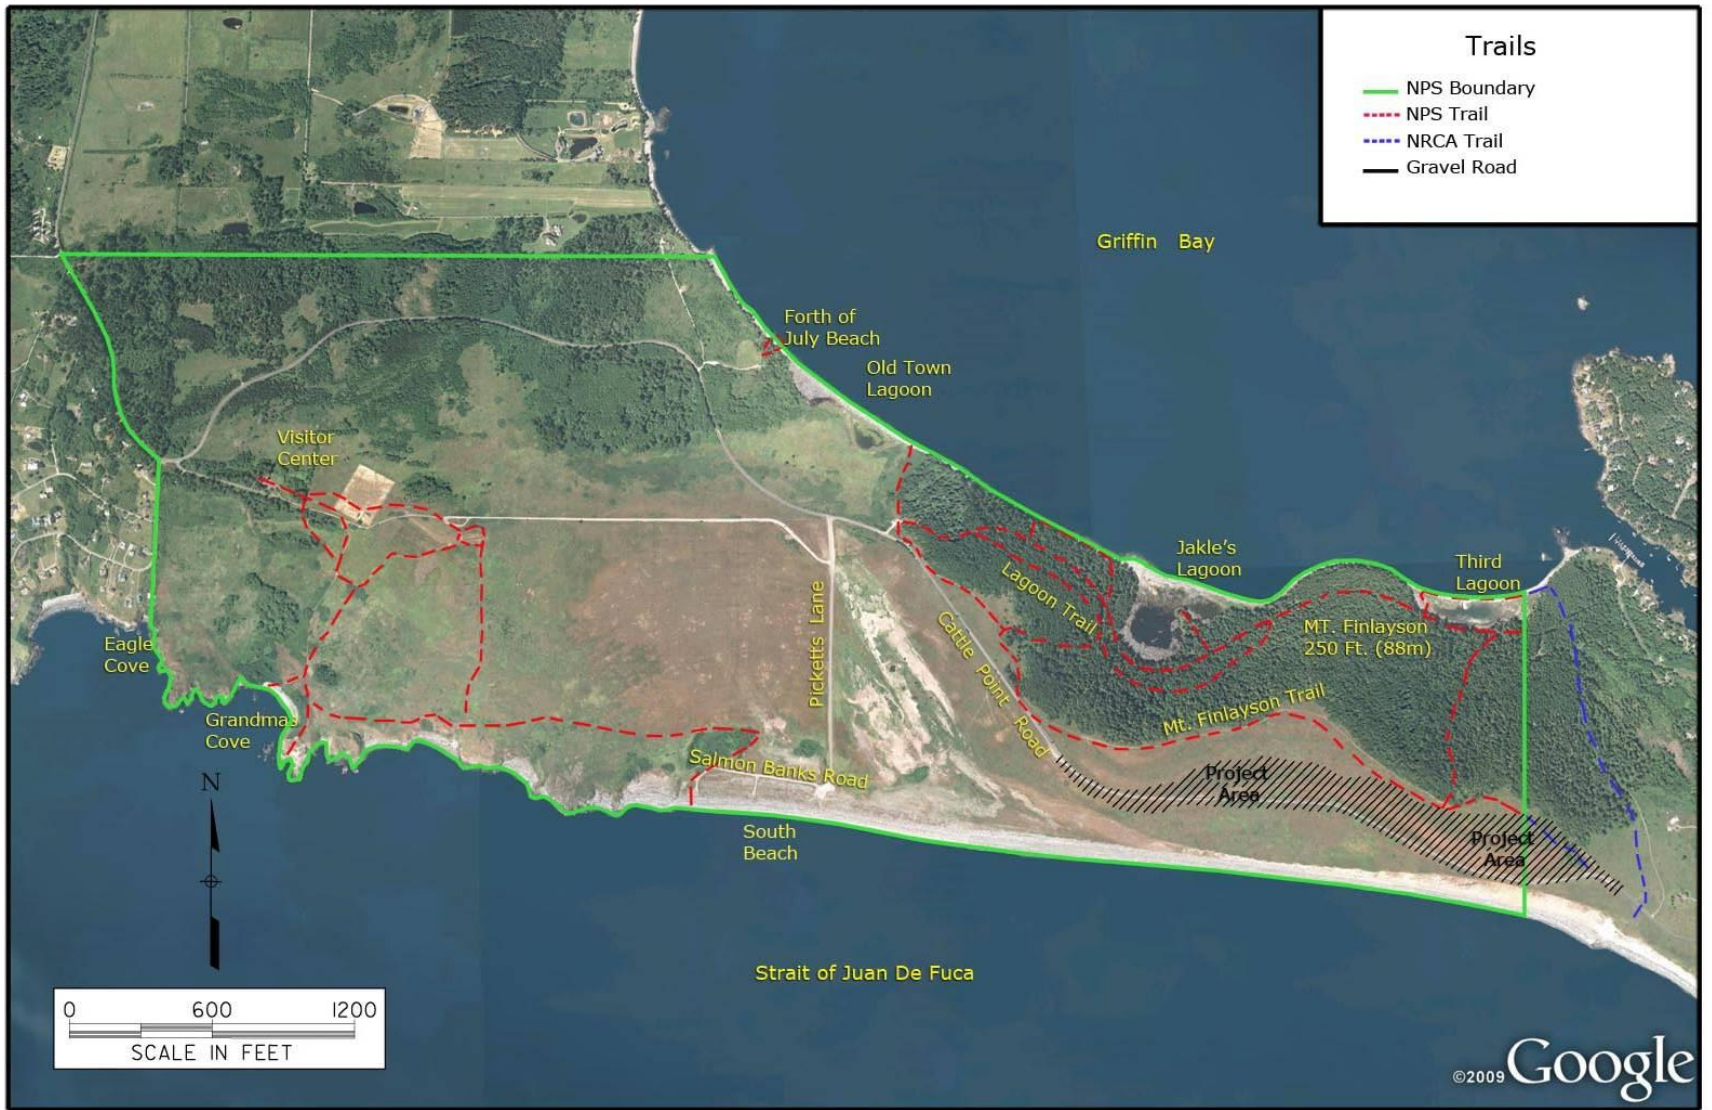 Trails
NPS Boundary
NPS Trail
NRCA Trail
Gravel Road
Griffin Bay
Forth of
July Beach
Old Town
Lagoon
Visitor
Center
Jakle's
Lagoon
Third
Lagoon
Lagoon Trail
MT. Finlayson
250 Ft. (88m)
Eagle
Cove
Picketts Lane
Cattle Point Road
Mt. Finlayson Trail
Grandmas
Cove
Salmon Banks Road
Project
Area
Project
Area
South
Beach
N
Strait of Juan De Fuca
0 600 1200
SCALE IN FEET
©2009 Google